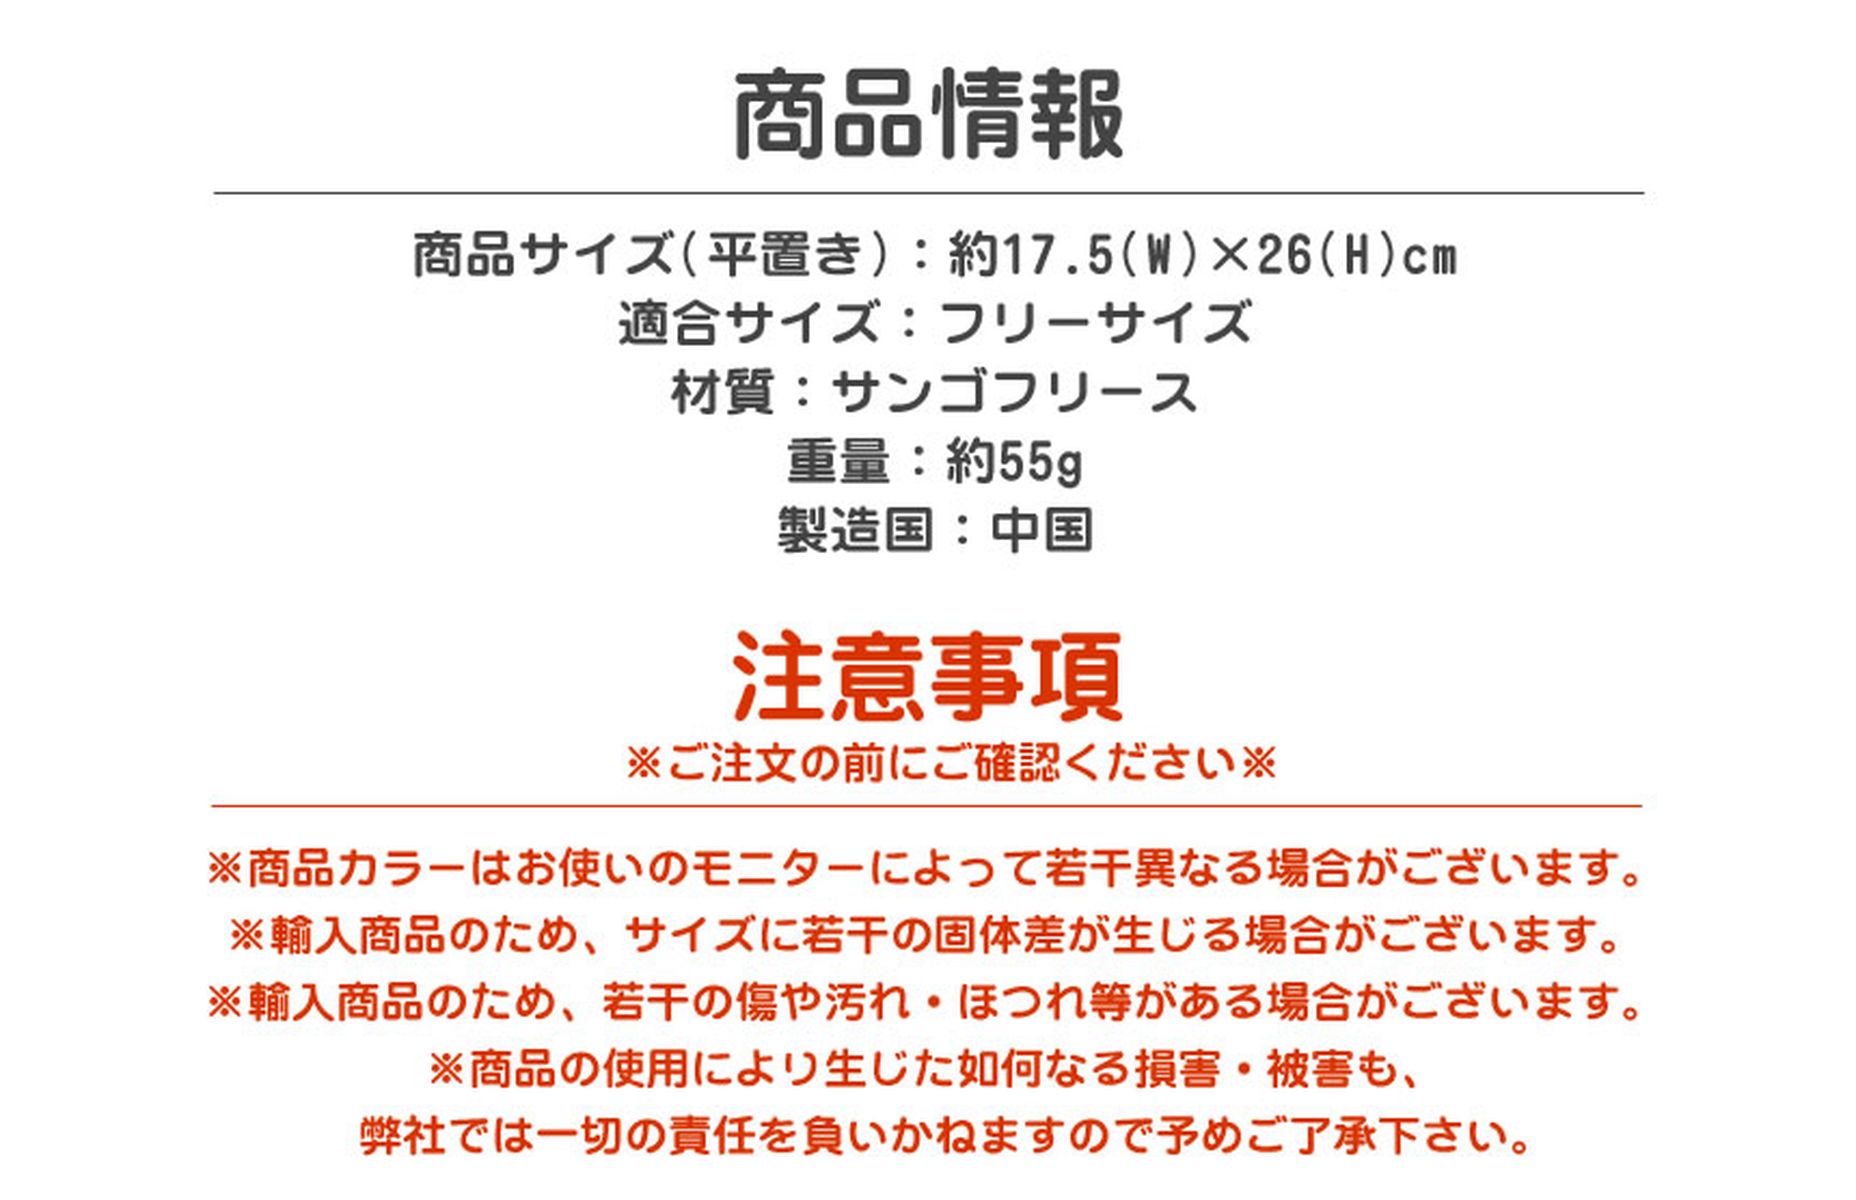 商品情報
商品サイズ(平置き)：約17.5(W)×26(H)cm
適合サイズ：フリーサイズ
材質：サンゴフリース
重量：約55g
製造国：中国
注意事項
※ご注文の前にご確認ください※
※商品カラーはお使いのモニターによって若干異なる場合がございます。
※輸入商品のため、サイズに若干の固体差が生じる場合がございます。
※輸入商品のため、若干の傷や汚れ・ほつれ等がある場合がございます。
※商品の使用により生じた如何なる損害・被害も、
弊社では一切の責任を負いかねますので予めご了承下さい。